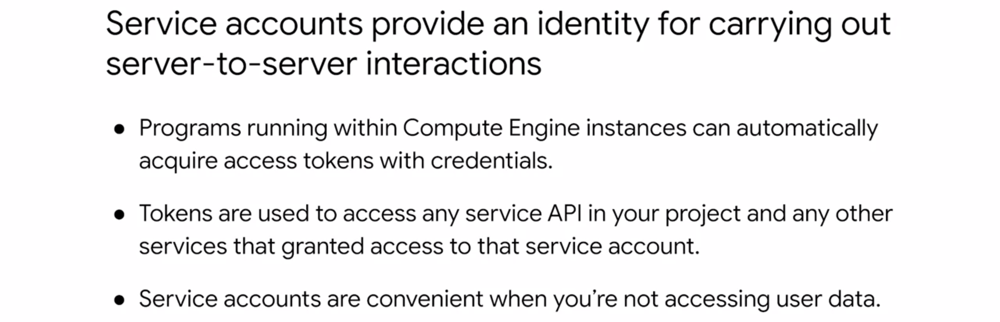 Service accounts provide an identity for carrying out
server-to-server interactions
● Programs running within Compute Engine instances can automatically
acquire access tokens with credentials.
● Tokens are used to access any service API in your project and any other
services that granted access to that service account.
● Service accounts are convenient when you’re not accessing user data.